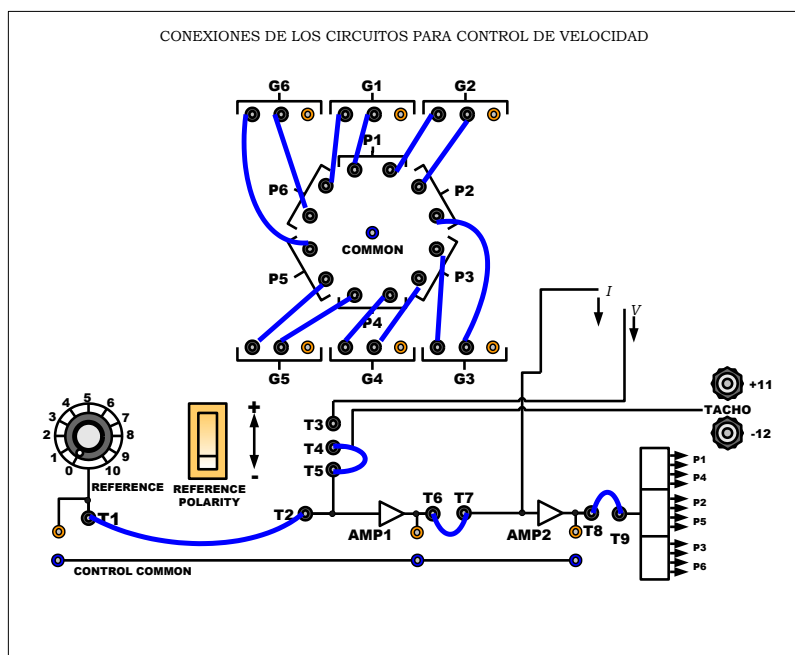 CONEXIONES DE LOS CIRCUITOS PARA CONTROL DE VELOCIDAD
G6 G1 G2
P1
P6 P2
COMMON
P5 P3
P4
G5 G4 G3
I
V
+11
TACHO
-12
5
4 6
3 7
2 8
1 9
0 10
REFERENCE
+
-
REFERENCE
POLARITY
T3
T4
T5
T1 T2 T6 T7 T8 T9
AMP1 AMP2
P1
P4
P2
P5
P3
P6
CONTROL COMMON